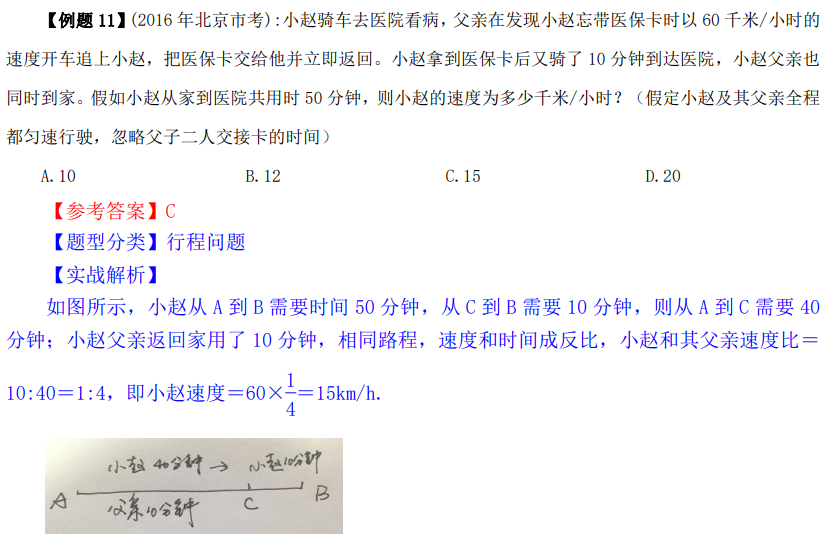 【例题 11】(2016 年北京市考):小赵骑车去医院看病，父亲在发现小赵忘带医保卡时以 60 千米/小时的
速度开车追上小赵，把医保卡交给他并立即返回。小赵拿到医保卡后又骑了 10 分钟到达医院，小赵父亲也
同时到家。假如小赵从家到医院共用时 50 分钟，则小赵的速度为多少千米/小时？（假定小赵及其父亲全程
都匀速行驶，忽略父子二人交接卡的时间）
A.10 B.12 C.15 D.20
【参考答案】C
【题型分类】行程问题
【实战解析】
如图所示，小赵从 A 到 B 需要时间 50 分钟，从 C 到 B 需要 10 分钟，则从 A 到 C 需要 40
分钟；小赵父亲返回家用了 10 分钟，相同路程，速度和时间成反比，小赵和其父亲速度比＝
10:40＝1:4，即小赵速度＝60×1/4＝15km/h.
小赵 40分钟 → 小赵10分钟
A 父亲10分钟 C B